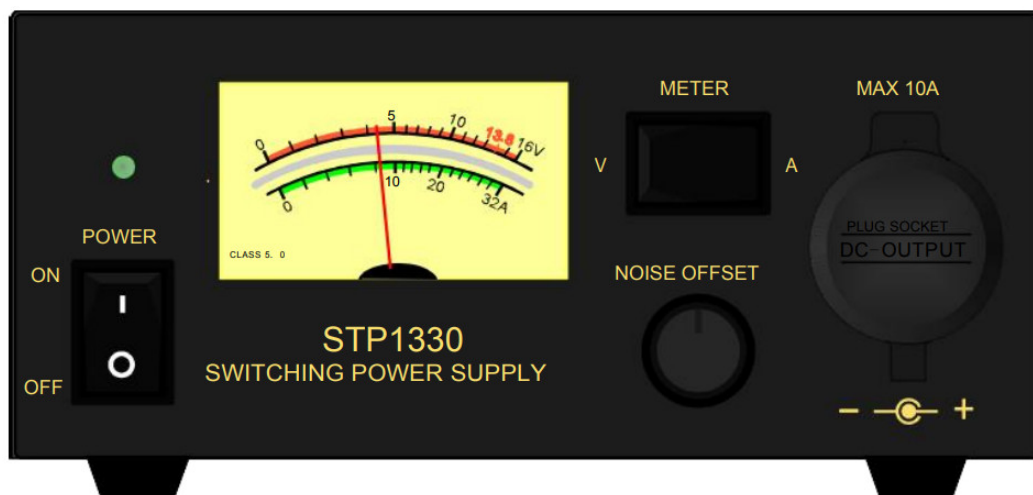 METER
MAX 10A
0 5 10 13.8 16V
0 10 20 32A
CLASS 5. 0
V
A
POWER
ON
I
O
OFF
NOISE OFFSET
PLUG SOCKET
DC-OUTPUT
STP1330
SWITCHING POWER SUPPLY
− +